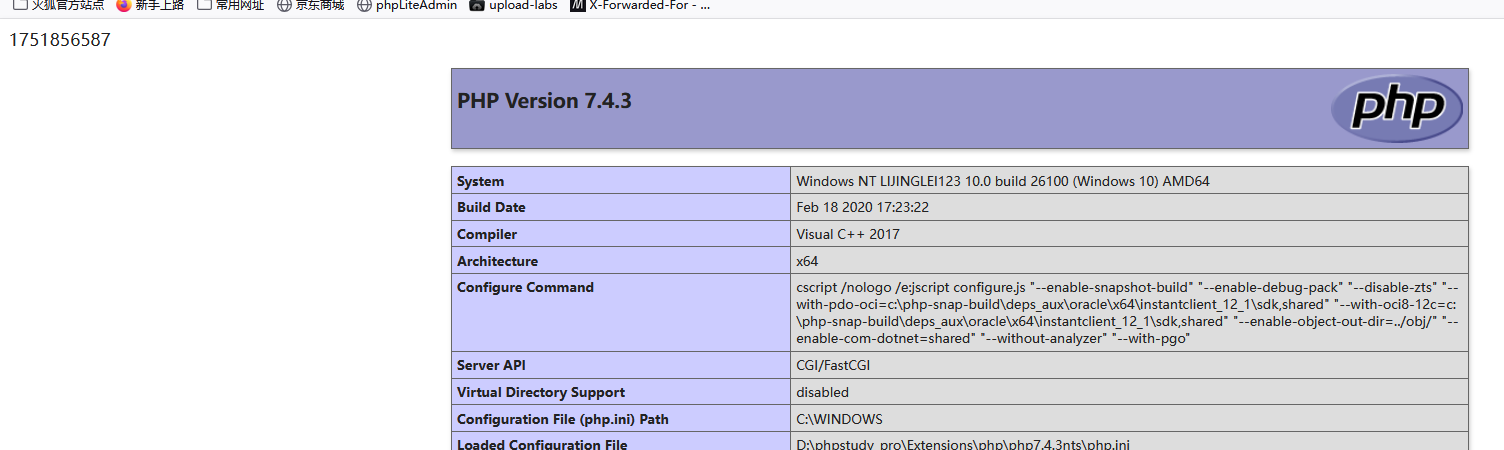 火狐官方站点 新手上路 常用网址 京东商城 phpLiteAdmin upload-labs X-Forwarded-For - ...
1751856587
PHP Version 7.4.3
php
System Windows NT LIJINGLEI123 10.0 build 26100 (Windows 10) AMD64
Build Date Feb 18 2020 17:23:22
Compiler Visual C++ 2017
Architecture x64
Configure Command cscript /nologo /e:jscript configure.js "--enable-snapshot-build" "--enable-debug-pack" "--disable-zts" "--
with-pdo-oci=c:\php-snap-build\deps_aux\oracle\x64\instantclient_12_1\sdk,shared" "--with-oci8-12c=c:
\php-snap-build\deps_aux\oracle\x64\instantclient_12_1\sdk,shared" "--enable-object-out-dir=../obj/" "--
enable-com-dotnet=shared" "--without-analyzer" "--with-pgo"
Server API CGI/FastCGI
Virtual Directory Support disabled
Configuration File (php.ini) Path C:\WINDOWS
Loaded Configuration File D:\phpstudy_pro\Extensions\php\php7.4.3nts\php.ini